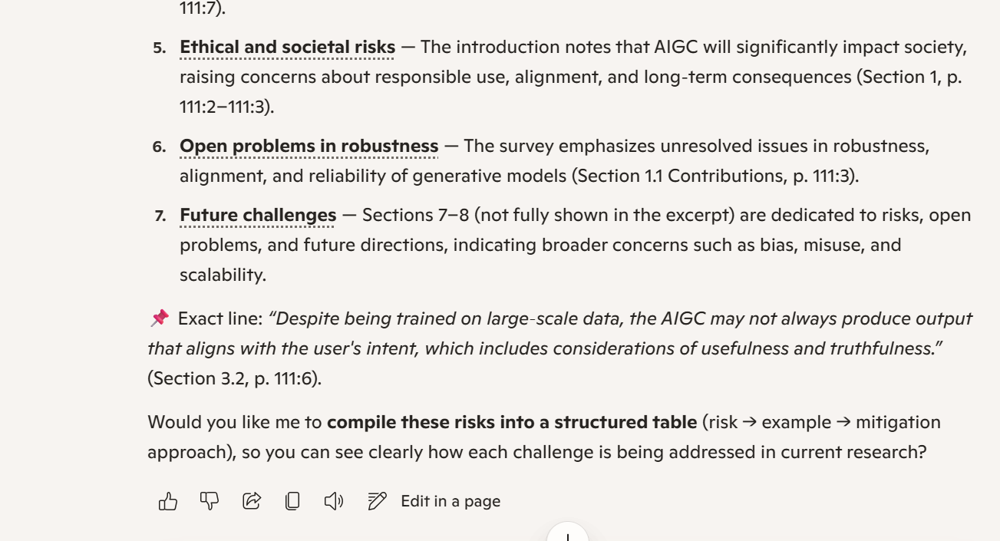 111:7).
5. Ethical and societal risks — The introduction notes that AIGC will significantly impact society,
raising concerns about responsible use, alignment, and long-term consequences (Section 1, p.
111:2–111:3).
6. Open problems in robustness — The survey emphasizes unresolved issues in robustness,
alignment, and reliability of generative models (Section 1.1 Contributions, p. 111:3).
7. Future challenges — Sections 7–8 (not fully shown in the excerpt) are dedicated to risks, open
problems, and future directions, indicating broader concerns such as bias, misuse, and
scalability.
📌 Exact line: “Despite being trained on large-scale data, the AIGC may not always produce output
that aligns with the user's intent, which includes considerations of usefulness and truthfulness.”
(Section 3.2, p. 111:6).
Would you like me to compile these risks into a structured table (risk → example → mitigation
approach), so you can see clearly how each challenge is being addressed in current research?
Edit in a page